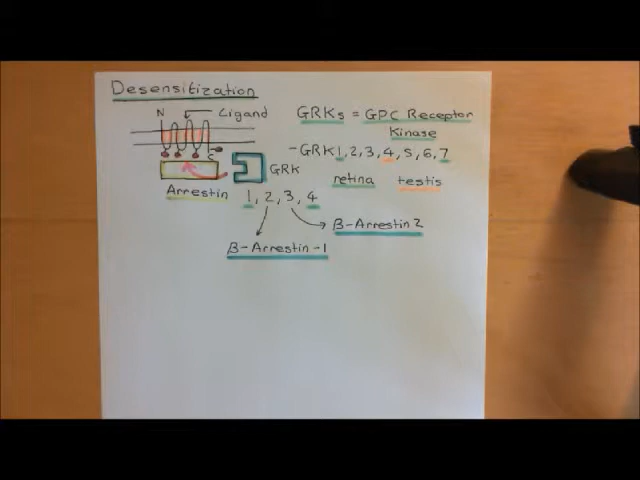 Desensitization
N
Ligand
GRKs = GPC Receptor
Kinase
C
- GRK 1, 2, 3, 4, 5, 6, 7
GRK
retina
testis
Arrestin
1, 2, 3, 4
β-Arrestin 2
β-Arrestin-1